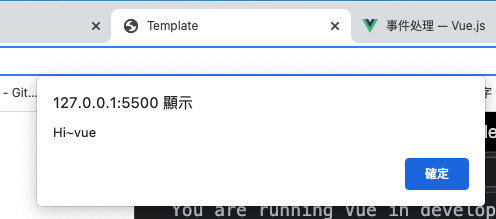 Template
事件处理 — Vue.js
- Git...
字
127.0.0.1:5500 顯示
Hi~vue
確定
You are running Vue in develop